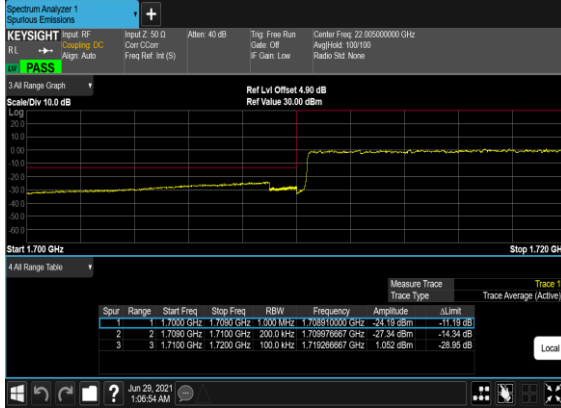 Spectrum Analyzer 1
Spurious Emissions
+
KEYSIGHT Input: RF Input Z: 50 Ω Atten: 40 dB Trig: Free Run Center Freq: 22.005000000 GHz
RL Coupling: DC Corr CCorr Gate: Off Avg|Hold: 100/100
Align: Auto Freq Ref: Int (S) IF Gain: Low Radio Std: None
LXI PASS
3 All Range Graph
Ref Lvl Offset 4.90 dB
Scale/Div 10.0 dB Ref Value 30.00 dBm
Log
20.0
10.0
0.00
-10.0
-20.0
-30.0
-40.0
-50.0
-60.0
Start 1.700 GHz Stop 1.720 GH
4 All Range Table
Measure Trace Trace 1
Trace Type Trace Average (Active)
Spur Range Start Freq Stop Freq RBW Frequency Amplitude ΔLimit
1 1 1.7000 GHz 1.7090 GHz 1.000 MHz 1.708910000 GHz -24.19 dBm -11.19 dB
2 2 1.7090 GHz 1.7100 GHz 200.0 kHz 1.709976667 GHz -27.34 dBm -14.34 dB
3 3 1.7100 GHz 1.7200 GHz 100.0 kHz 1.719266667 GHz 1.052 dBm -28.95 dB
Local
? Jun 29, 2021
1:06:54 AM